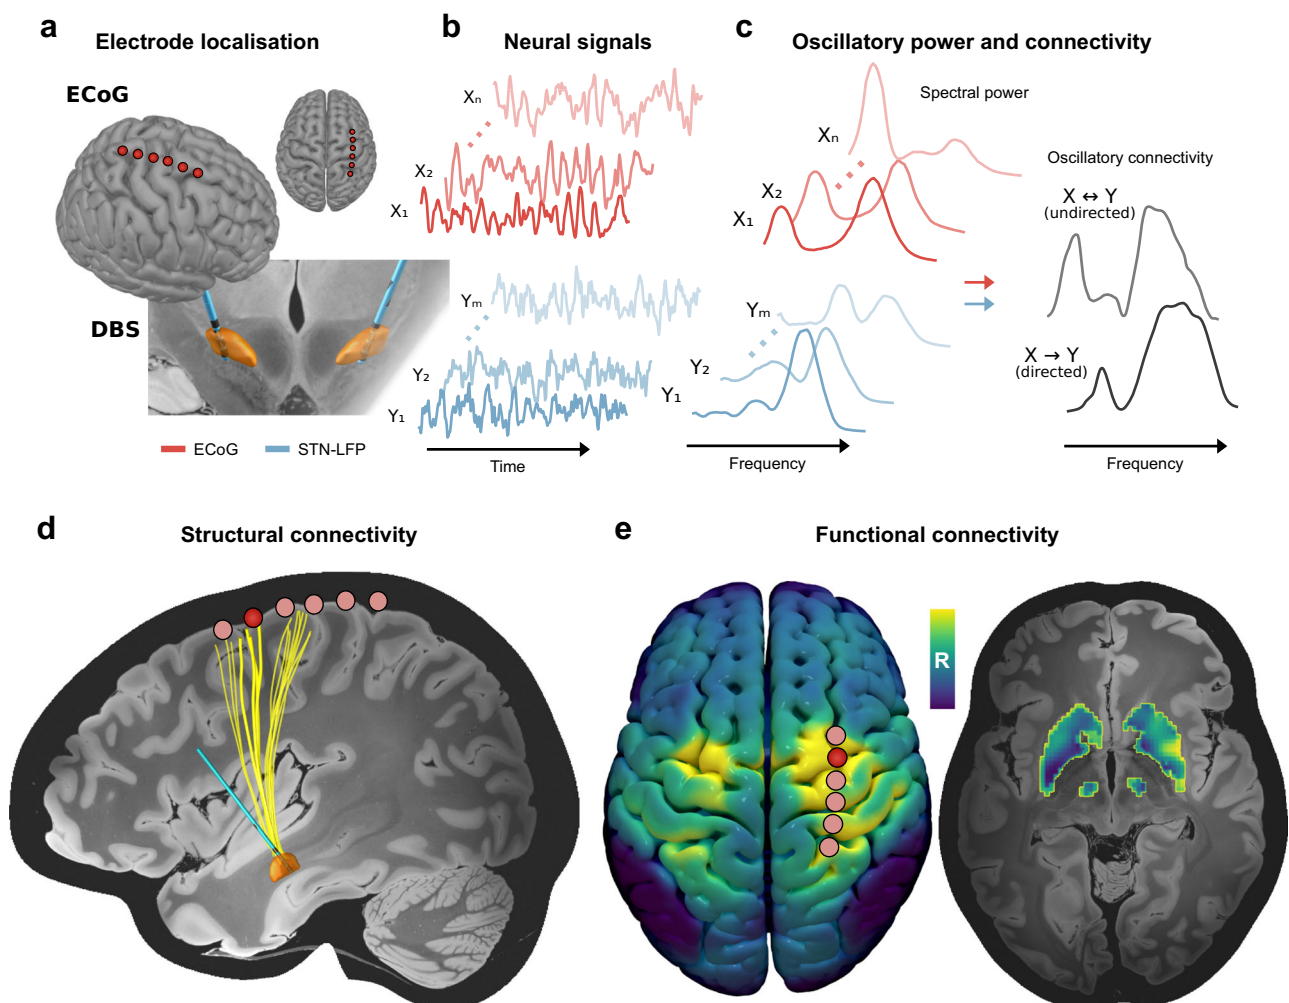 a
Electrode localisation
ECoG
DBS
ECoG
STN-LFP
b
Neural signals
Xₙ
X₂
X₁
Yₘ
Y₂
Y₁
Time
c
Oscillatory power and connectivity
Spectral power
Xₙ
X₂
X₁
Yₘ
Y₂
Y₁
Frequency
Oscillatory connectivity
X ↔ Y
(undirected)
X → Y
(directed)
Frequency
d
Structural connectivity
e
Functional connectivity
R